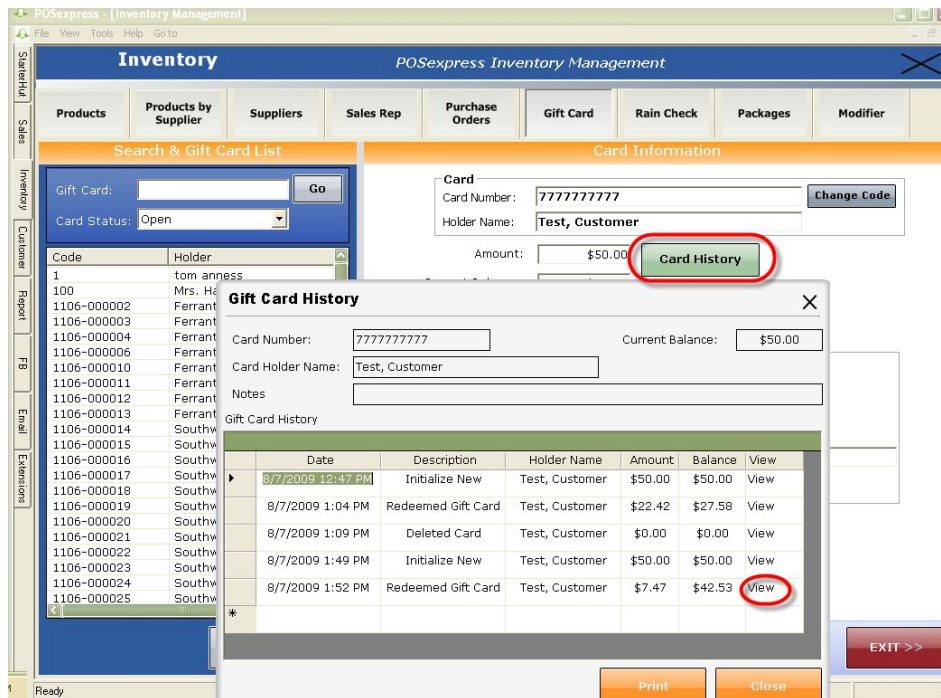 POSexpress - [Inventory Management]
File View Tools Help Go to
Inventory
POSexpress Inventory Management
StarterHut
Sales
Inventory
Customer
Report
FB
Email
Extensions
Products
Products by Supplier
Suppliers
Sales Rep
Purchase Orders
Gift Card
Rain Check
Packages
Modifier
Search & Gift Card List
Card Information
Gift Card:
Go
Card Status: Open
Code Holder
1 tom anness
100 Mrs.
1106-000002 Ferrant
1106-000003 Ferrant
1106-000004 Ferrant
1106-000006 Ferrant
1106-000010 Ferrant
1106-000011 Ferrant
1106-000012 Ferrant
1106-000013 Ferrant
1106-000014 Southw
1106-000015 Southw
1106-000016 Southw
1106-000017 Southw
1106-000018 Southw
1106-000019 Southw
1106-000020 Southw
1106-000021 Southw
1106-000022 Southw
1106-000023 Southw
1106-000024 Southw
1106-000025 Southw
Card
Card Number: 7777777777
Change Code
Holder Name: Test, Customer
Amount: $50.00
Card History
Gift Card History
X
Card Number: 7777777777
Current Balance: $50.00
Card Holder Name: Test, Customer
Notes
Gift Card History
Date Description Holder Name Amount Balance View
8/7/2009 12:47 PM Initialize New Test, Customer $50.00 $50.00 View
8/7/2009 1:04 PM Redeemed Gift Card Test, Customer $22.42 $27.58 View
8/7/2009 1:09 PM Deleted Card Test, Customer $0.00 $0.00 View
8/7/2009 1:49 PM Initialize New Test, Customer $50.00 $50.00 View
8/7/2009 1:52 PM Redeemed Gift Card Test, Customer $7.47 $42.53 View
*
Print
Close
EXIT >>
Ready